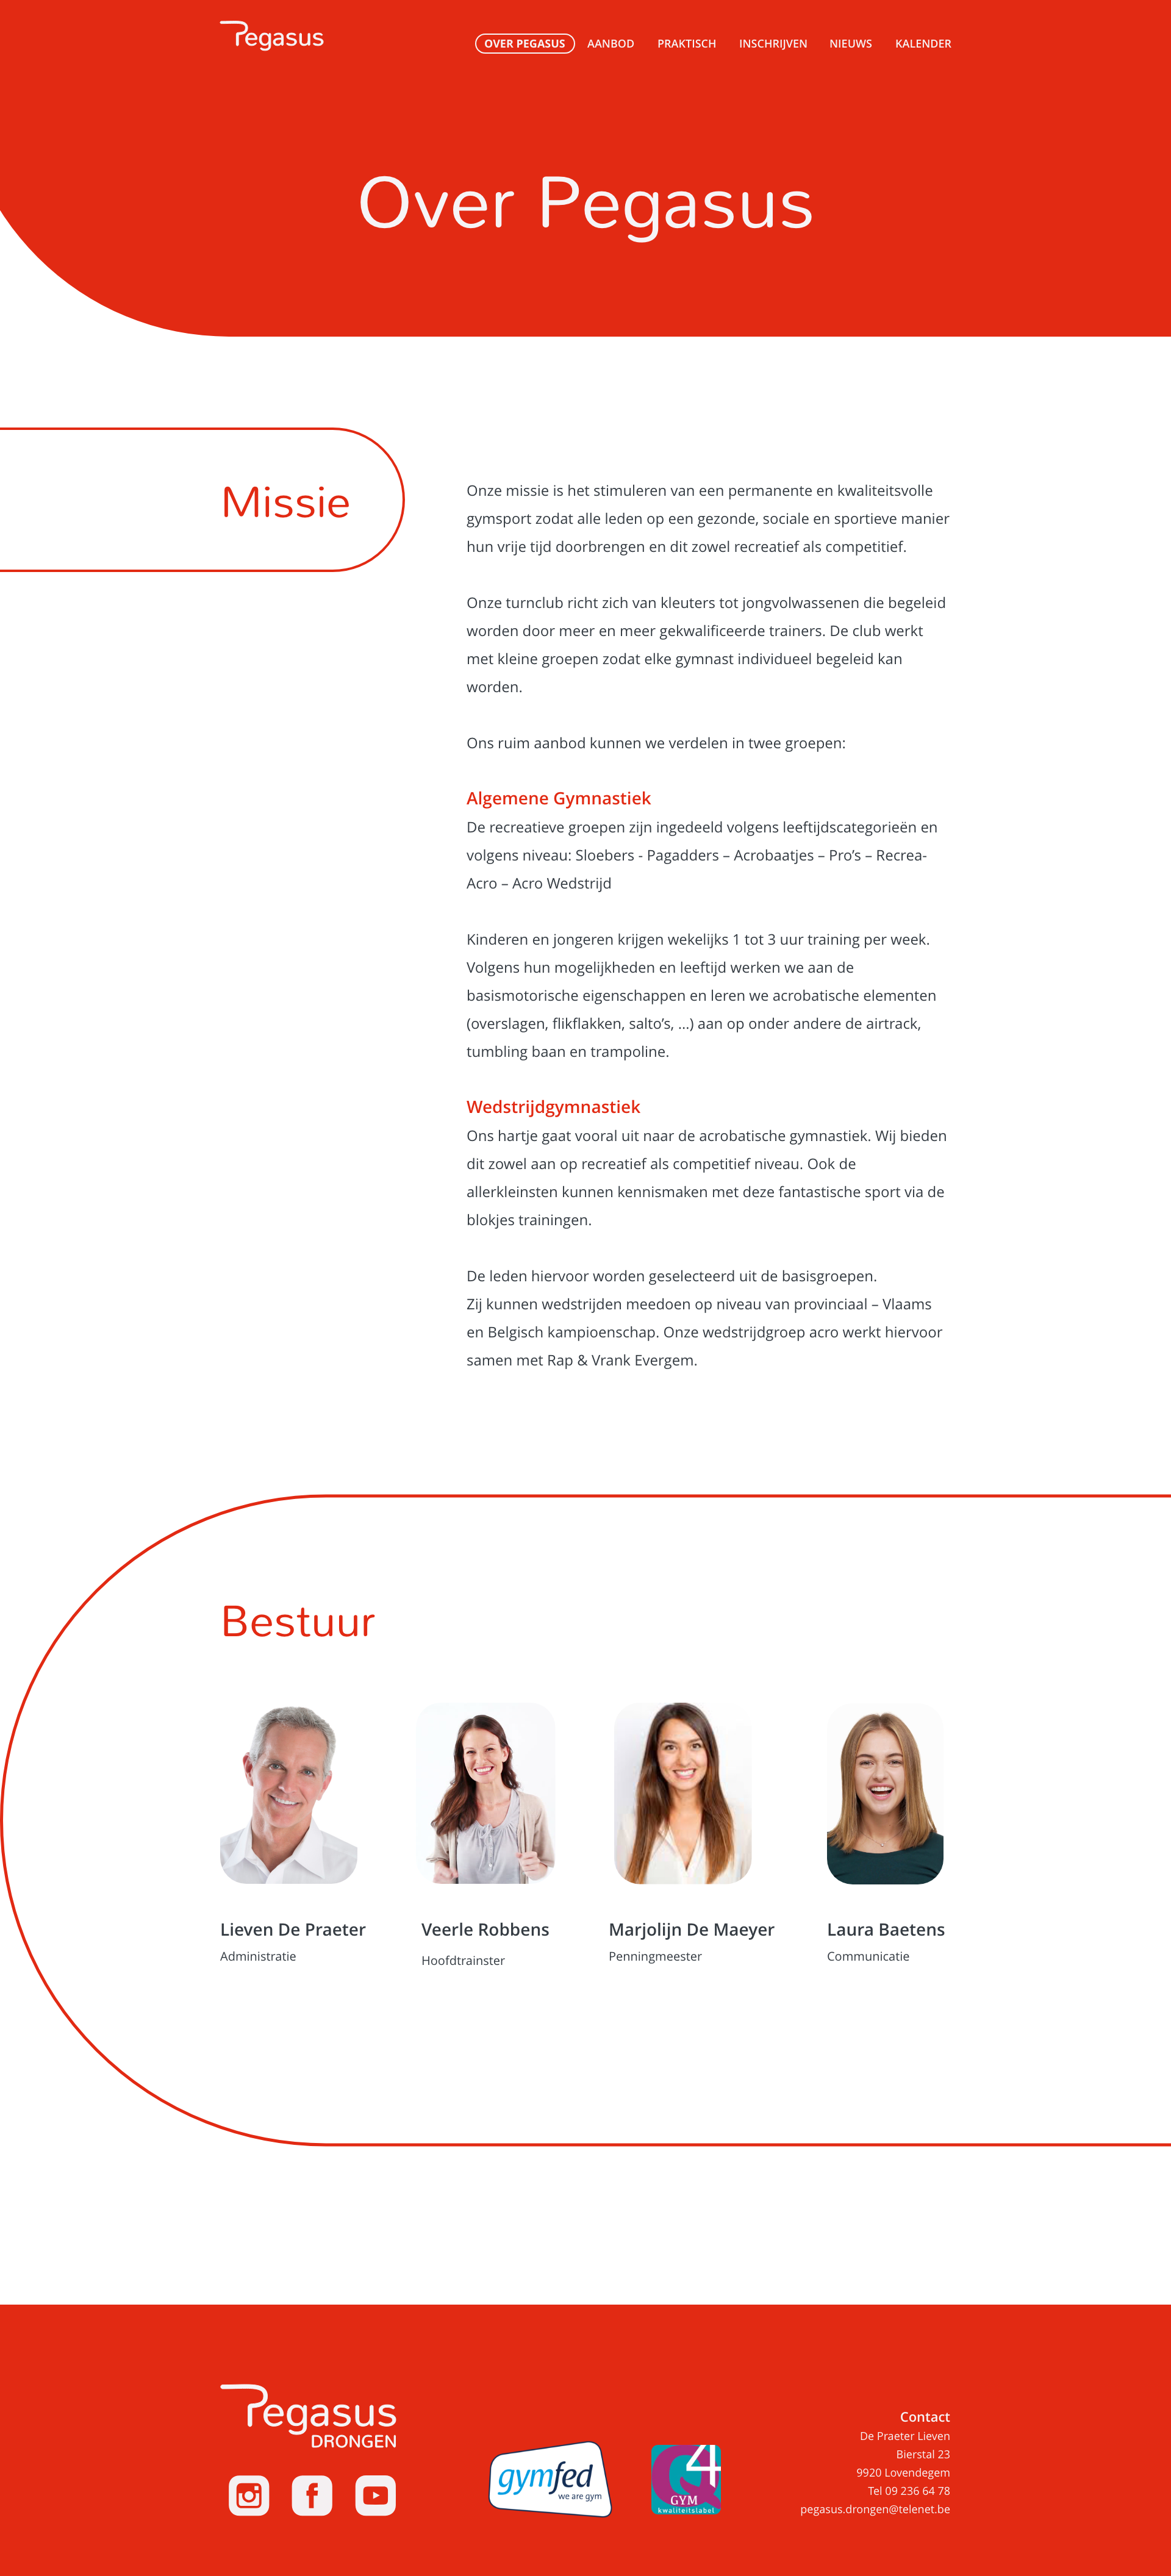 Pegasus
OVER PEGASUS AANBOD PRAKTISCH INSCHRIJVEN NIEUWS KALENDER
Over Pegasus
Missie
Onze missie is het stimuleren van een permanente en kwaliteitsvolle
gymsport zodat alle leden op een gezonde, sociale en sportieve manier
hun vrije tijd doorbrengen en dit zowel recreatief als competitief.
Onze turnclub richt zich van kleuters tot jongvolwassenen die begeleid
worden door meer en meer gekwalificeerde trainers. De club werkt
met kleine groepen zodat elke gymnast individueel begeleid kan
worden.
Ons ruim aanbod kunnen we verdelen in twee groepen:
Algemene Gymnastiek
De recreatieve groepen zijn ingedeeld volgens leeftijdscategorieën en
volgens niveau: Sloebers - Pagadders – Acrobaatjes – Pro’s – Recrea-
Acro – Acro Wedstrijd
Kinderen en jongeren krijgen wekelijks 1 tot 3 uur training per week.
Volgens hun mogelijkheden en leeftijd werken we aan de
basismotorische eigenschappen en leren we acrobatische elementen
(overslagen, flikflakken, salto’s, ...) aan op onder andere de airtrack,
tumbling baan en trampoline.
Wedstrijdgymnastiek
Ons hartje gaat vooral uit naar de acrobatische gymnastiek. Wij bieden
dit zowel aan op recreatief als competitief niveau. Ook de
allerkleinsten kunnen kennismaken met deze fantastische sport via de
blokjes trainingen.
De leden hiervoor worden geselecteerd uit de basisgroepen.
Zij kunnen wedstrijden meedoen op niveau van provinciaal – Vlaams
en Belgisch kampioenschap. Onze wedstrijdgroep acro werkt hiervoor
samen met Rap & Vrank Evergem.
Bestuur
Lieven De Praeter
Administratie
Veerle Robbens
Hoofdtrainster
Marjolijn De Maeyer
Penningmeester
Laura Baetens
Communicatie
Pegasus
DRONGEN
gymfed
we are gym
Q4
GYM
kwaliteitslabel
Contact
De Praeter Lieven
Bierstal 23
9920 Lovendegem
Tel 09 236 64 78
pegasus.drongen@telenet.be